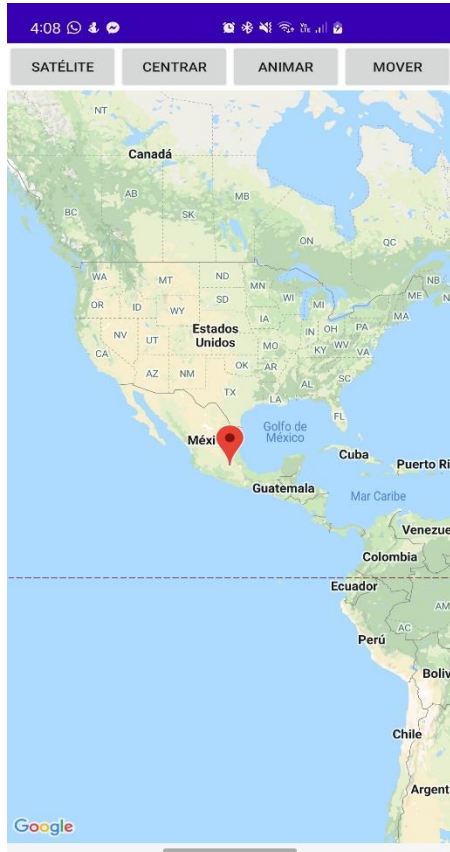 4:08
SATÉLITE CENTRAR ANIMAR MOVER
NT
Canadá
AB
BC SK MB
ON QC
WA MT ND NB
MN ME N
OR ID SD WI MI
WY MA
IA
NV Estados IN OH PA
UT Unidos MO WV
CA KY VA
OK
AZ NM AR
SC
TX AL
LA
FL
Golfo de
México
Méxi
Cuba
Puerto Ri
Guatemala
Mar Caribe
Venezue
Colombia
Ecuador
AM
AC
Perú
Boliv
Chile
Argent
Google